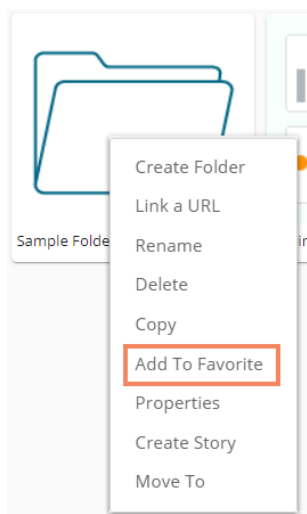 Sample Folde
Create Folder
Link a URL
Rename
Delete
Copy
Add To Favorite
Properties
Create Story
Move To